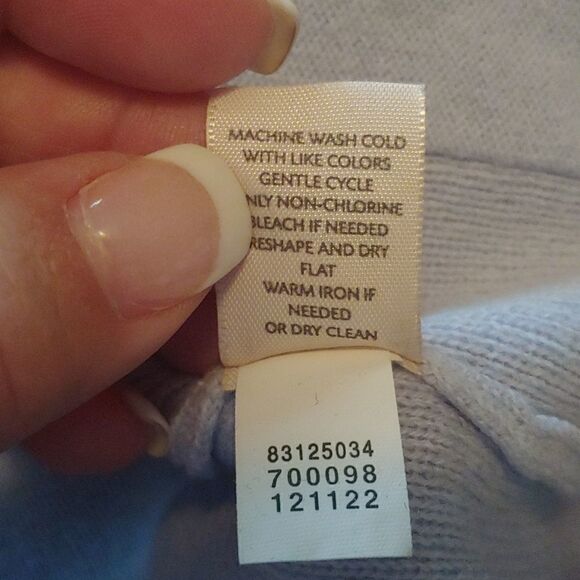 MACHINE WASH COLD
WITH LIKE COLORS
GENTLE CYCLE
NLY NON-CHLORINE
BLEACH IF NEEDED
RESHAPE AND DRY
FLAT
WARM IRON IF
NEEDED
OR DRY CLEAN
83125034
700098
121122